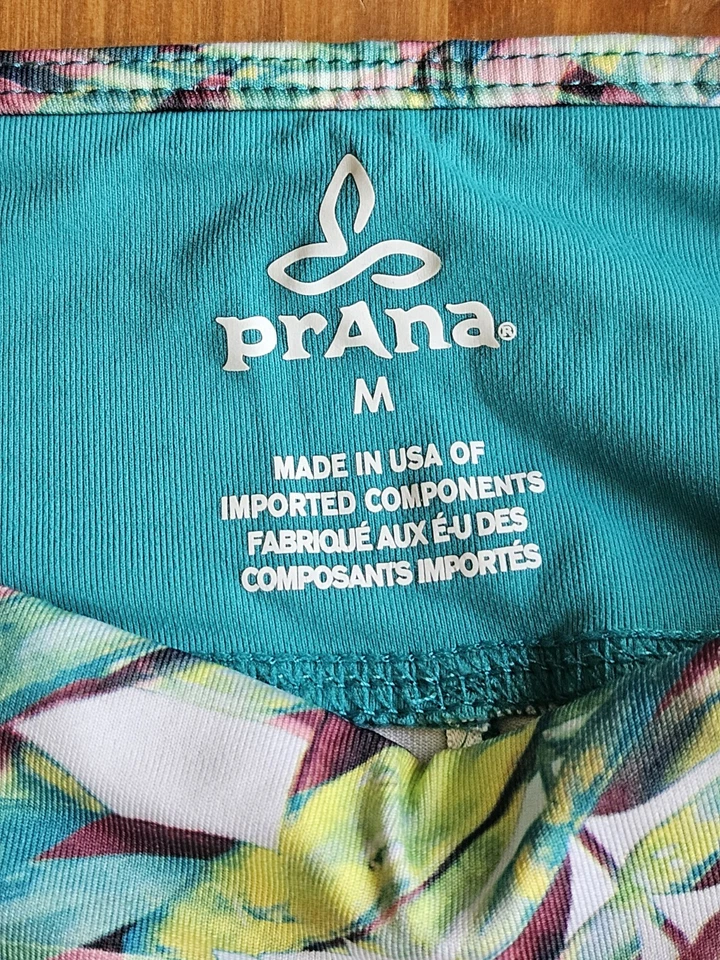 prAna®
M
MADE IN USA OF
IMPORTED COMPONENTS
FABRIQUÉ AUX É-U DES
COMPOSANTS IMPORTÉS